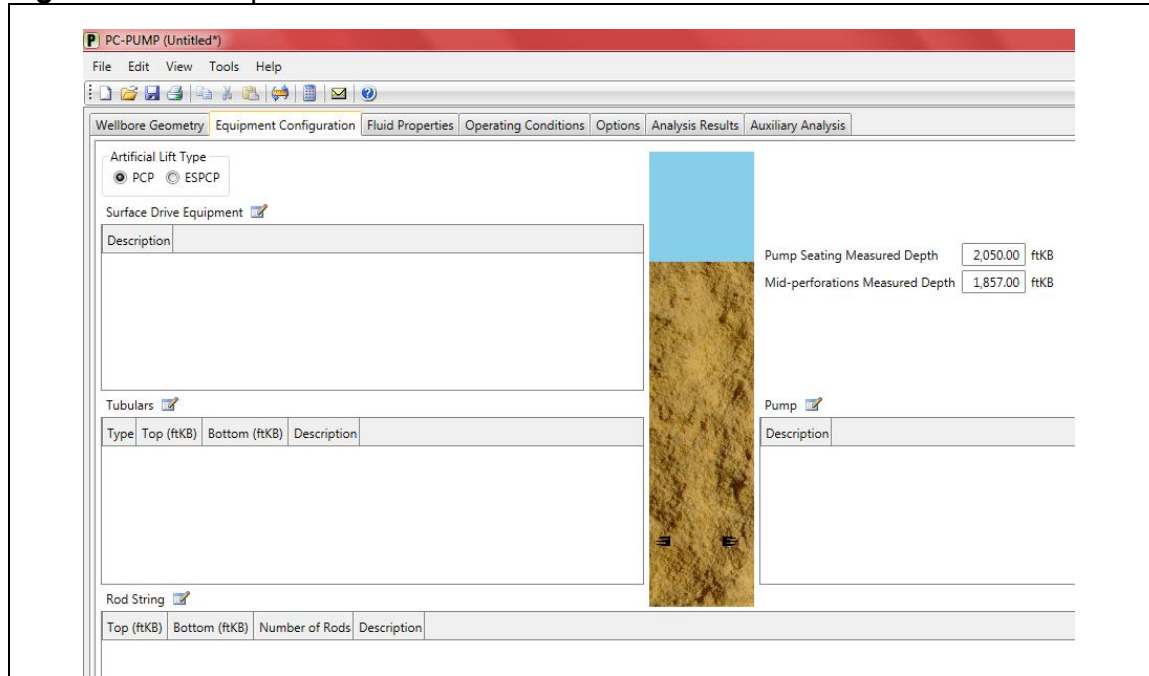 PC-PUMP (Untitled*)
File Edit View Tools Help
Wellbore Geometry Equipment Configuration Fluid Properties Operating Conditions Options Analysis Results Auxiliary Analysis
Artificial Lift Type
PCP ESPCP
Surface Drive Equipment
Description
Pump Seating Measured Depth 2,050.00 ftKB
Mid-perforations Measured Depth 1,857.00 ftKB
Tubulars
Type Top (ftKB) Bottom (ftKB) Description
Pump
Description
Rod String
Top (ftKB) Bottom (ftKB) Number of Rods Description